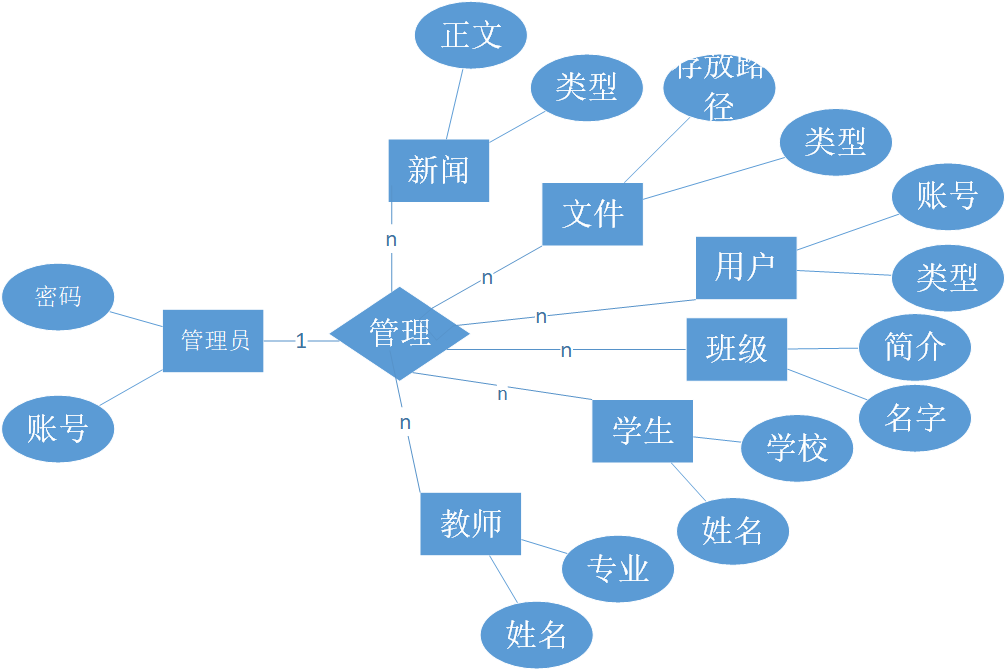 正文
类型
存放路
径
类型
新闻
文件
账号
用户
类型
n
n
n
密码
管理员
1
管理
n
班级
简介
名字
n
学生
学校
账号
n
姓名
教师
专业
姓名